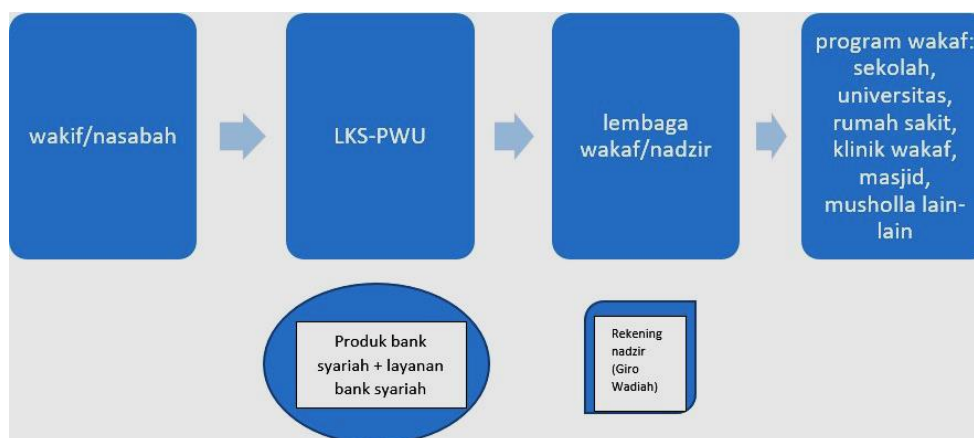 wakif/nasabah
LKS-PWU
lembaga
wakaf/nadzir
program wakaf:
sekolah,
universitas,
rumah sakit,
klinik wakaf,
masjid,
musholla lain-
lain
Produk bank
syariah + layanan
bank syariah
Rekening
nadzir
(Giro
Wadiah)